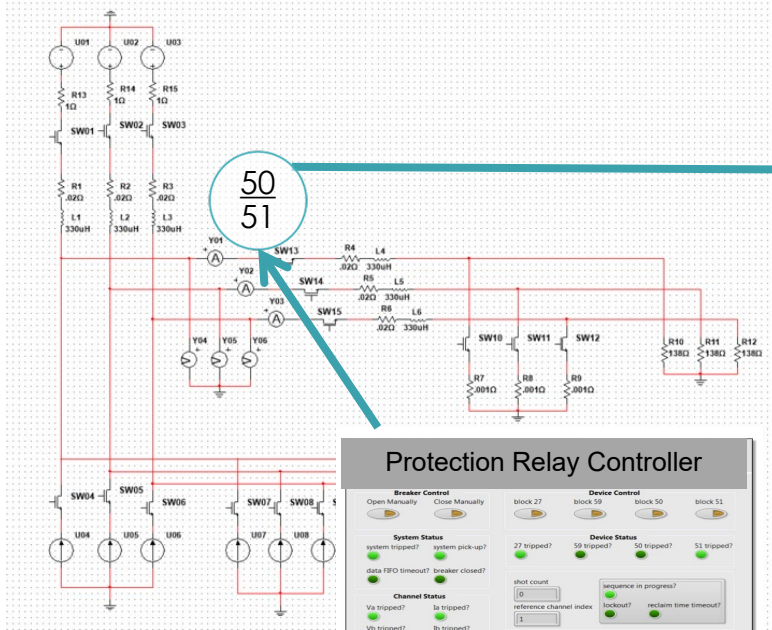 U01 U02 U03
R13 R14 R15
1Ω 1Ω 1Ω
SW01 SW02 SW03
R1 R2 R3
.02Ω .02Ω .02Ω
L1 L2 L3
330uH 330uH 330uH
50
51
Y01 SW13 R4 L4
.02Ω 330uH
Y02 SW14 R5 L5
.02Ω 330uH
Y03 SW15 R6 L6
.02Ω 330uH
A
A
A
Y04 Y05 Y06
V V V
SW10 SW11 SW12
R10 R11 R12
138Ω 138Ω 138Ω
R7 R8 R9
.001Ω .001Ω .001Ω
SW04 SW05 SW06 SW07 SW08
U04 U05 U06 U07 U08
Protection Relay Controller
Breaker Control Device Control
Open Manually Close Manually block 27 block 59 block 50 block 51
System Status Device Status
system tripped? system pick-up? 27 tripped? 59 tripped? 50 tripped? 51 tripped?
data FIFO timeout? breaker closed?
shot count sequence in progress?
0
Channel Status reference channel index lockout? reclaim time timeout?
Va tripped? Ia tripped? 1
Vb tripped? Ib tripped?